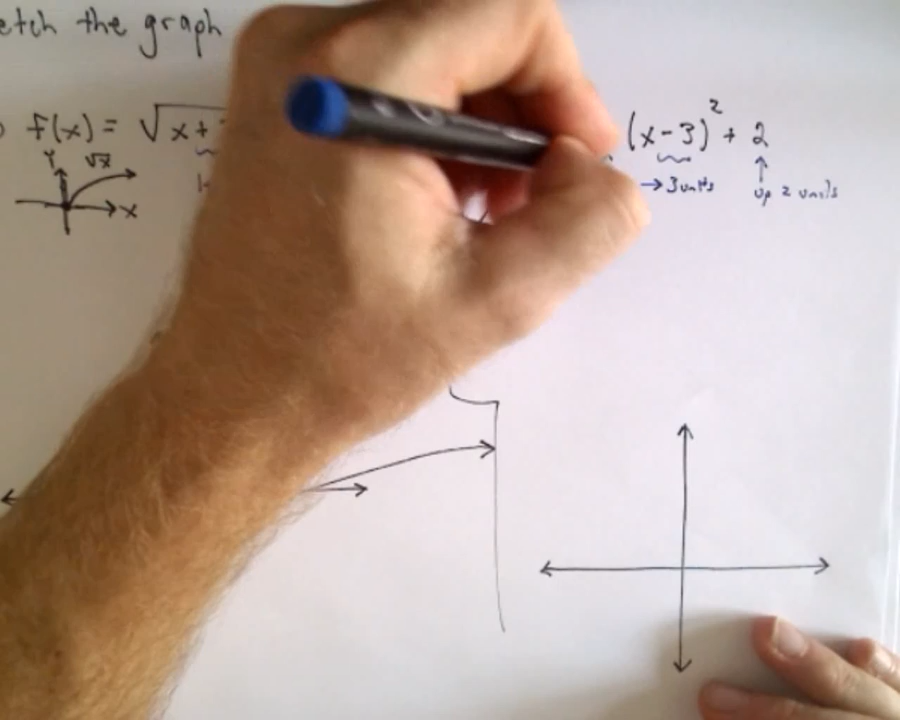 etch the graph
f(x) = √x+
(x-3)² + 2
y √x
→ 3 units
↑
up 2 units
x